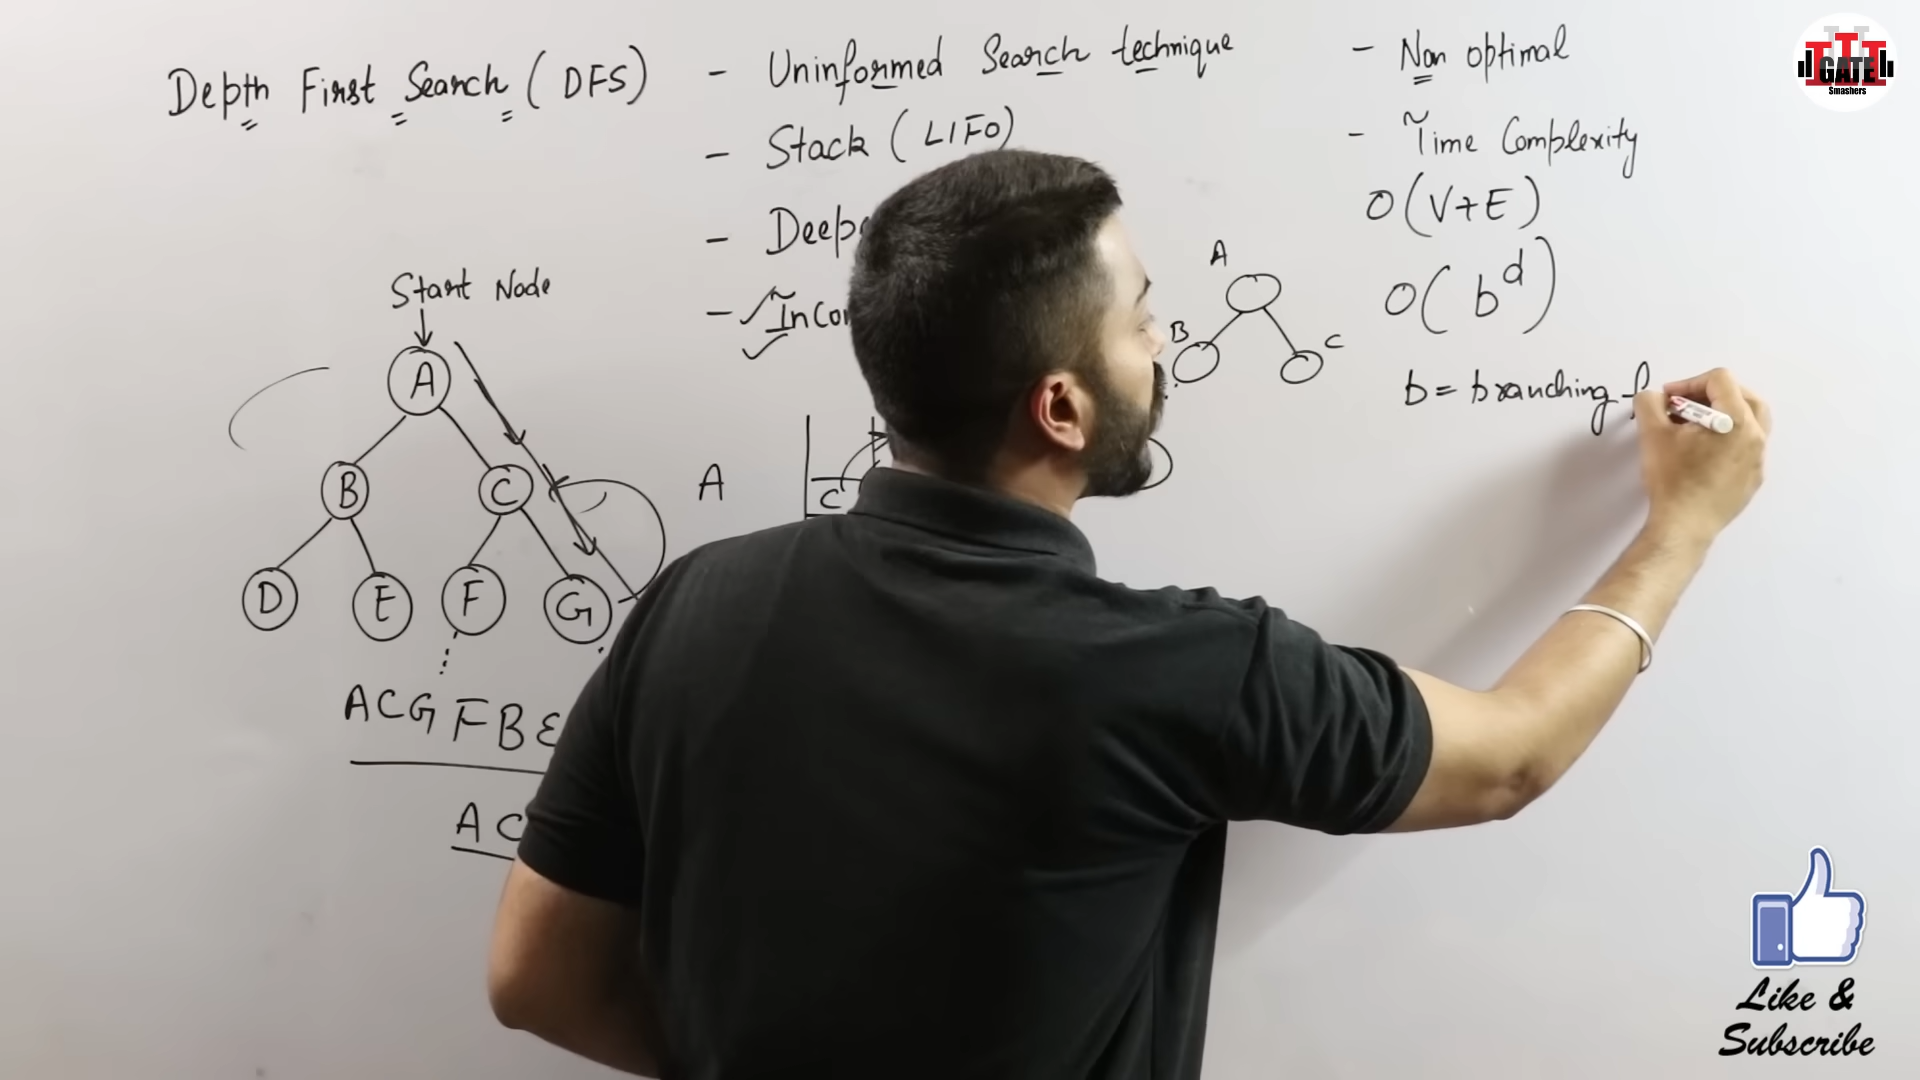 Depth First Search (DFS)
- Uninformed Search technique
- Stack (LIFO)
-
-
Start Node
A
B
C
D
E
F
G
ACGFBE
AC
A
C
A
B
C
- Non optimal
- Time Complexity
O(V+E)
O(b^d)
b = branching
GATE
Smashers
Like &
Subscribe